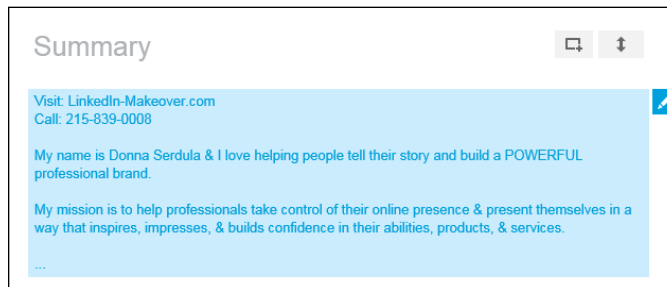 Summary
Visit: LinkedIn-Makeover.com
Call: 215-839-0008
My name is Donna Serdula & I love helping people tell their story and build a POWERFUL
professional brand.
My mission is to help professionals take control of their online presence & present themselves in a
way that inspires, impresses, & builds confidence in their abilities, products, & services.
...